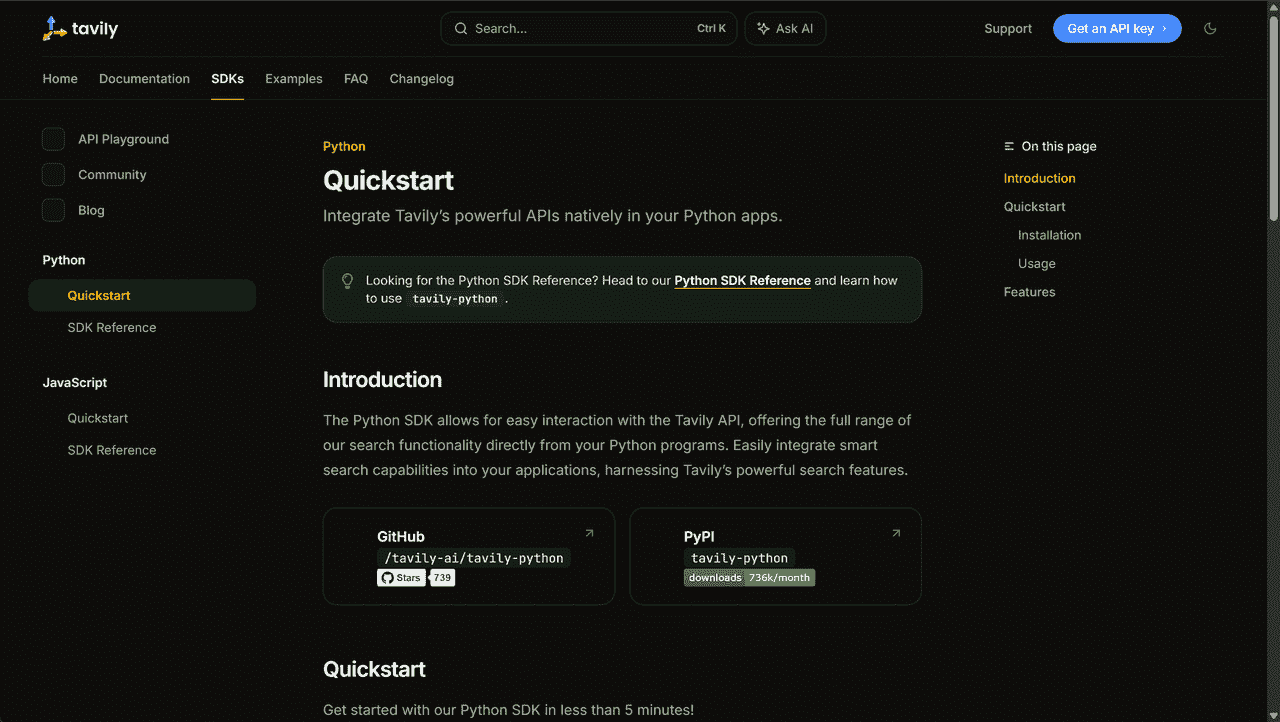 tavily
Search...
Ctrl K
Ask AI
Support
Get an API key ›
Home
Documentation
SDKs
Examples
FAQ
Changelog
API Playground
Community
Blog
Python
Quickstart
SDK Reference
JavaScript
Quickstart
SDK Reference
Python
Quickstart
Integrate Tavily’s powerful APIs natively in your Python apps.
Looking for the Python SDK Reference? Head to our Python SDK Reference and learn how
to use tavily-python .
Introduction
The Python SDK allows for easy interaction with the Tavily API, offering the full range of
our search functionality directly from your Python programs. Easily integrate smart
search capabilities into your applications, harnessing Tavily’s powerful search features.
GitHub
/tavily-ai/tavily-python
Stars 739
PyPI
tavily-python
downloads 736k/month
Quickstart
Get started with our Python SDK in less than 5 minutes!
On this page
Introduction
Quickstart
Installation
Usage
Features